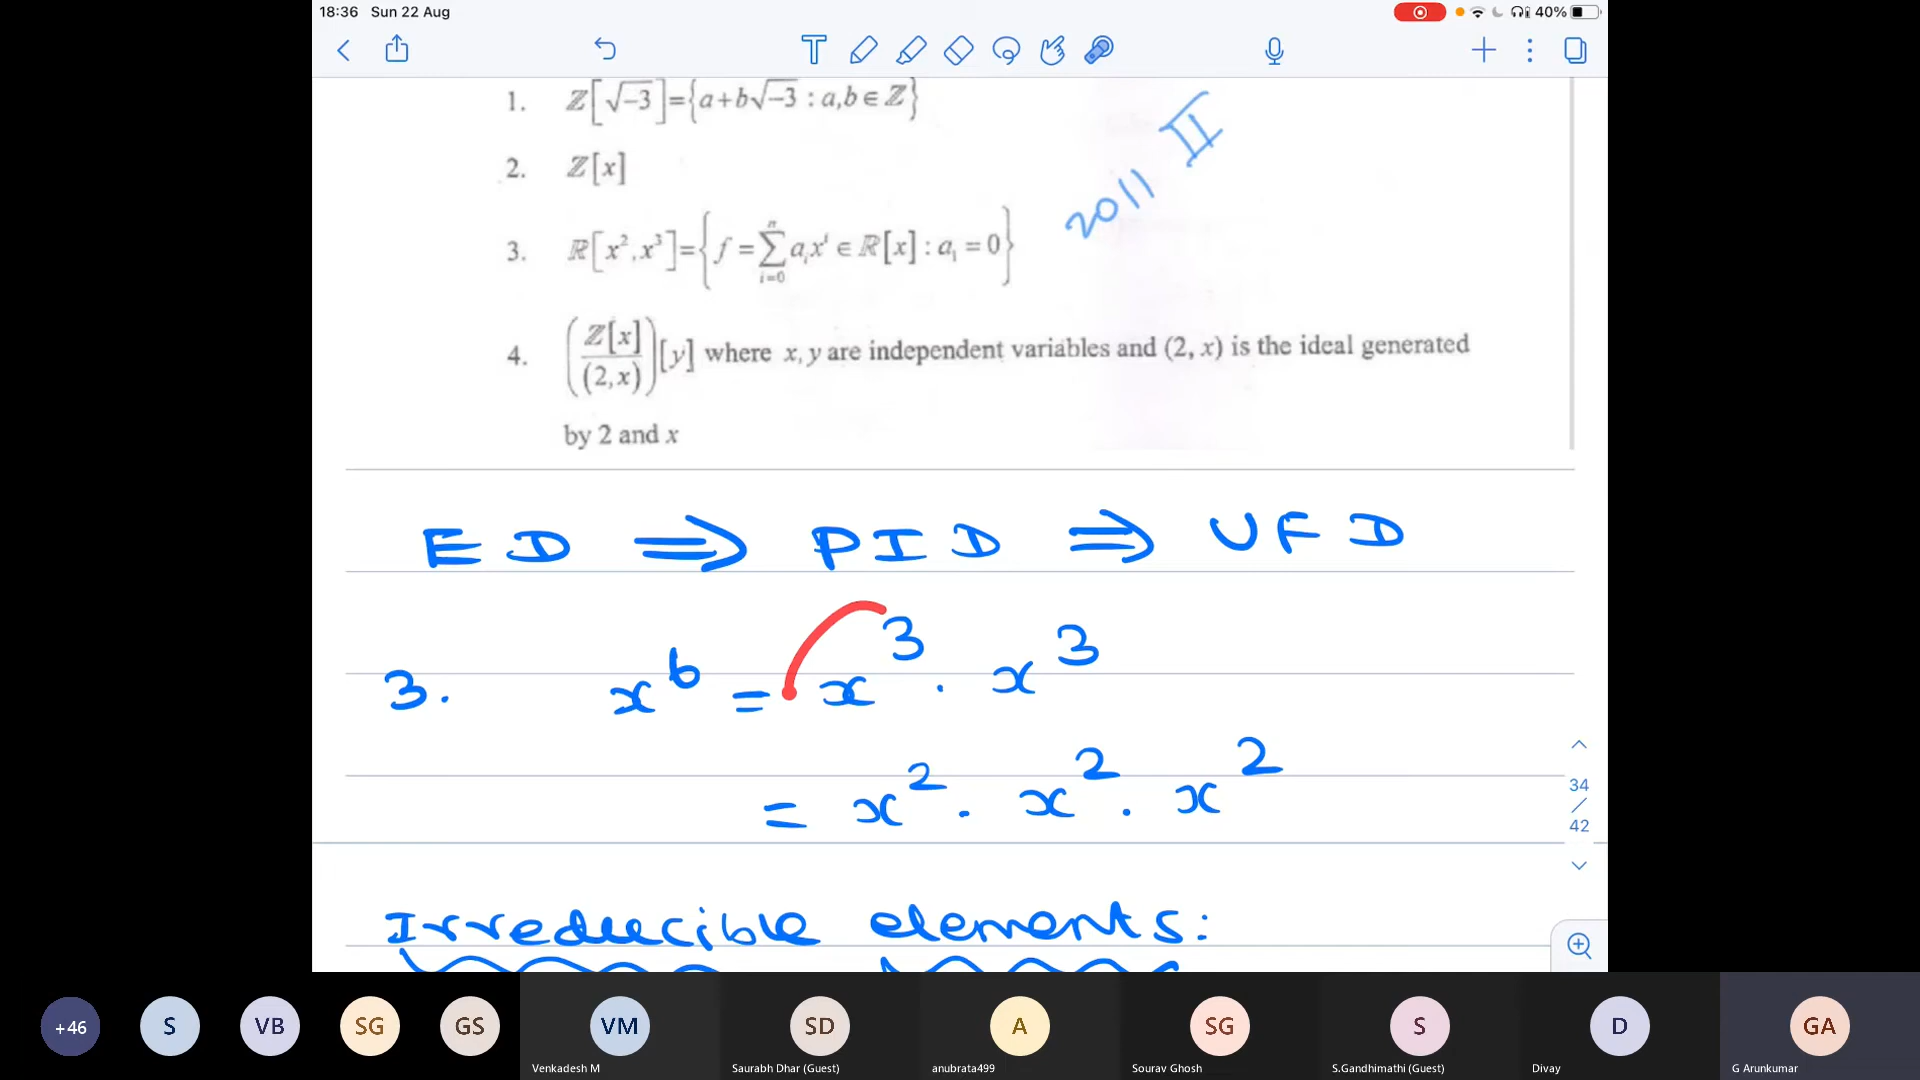 18:36 Sun 22 Aug 40%
1. ℤ[√−3]={a+b√−3 : a,b∈ℤ}
2. ℤ[x]
2011 II
3. ℝ[x²,x³]={f=∑ⁿᵢ₌₀ aᵢxⁱ∈ℝ[x] : a₁=0}
4. (ℤ[x]/(2,x))[y] where x, y are independent variables and (2, x) is the ideal generated
by 2 and x
ED ⟹ PID ⟹ UFD
3. x⁶ = x³ . x³
= x² . x² . x²
34
/
42
Irreducible elements:
+46 S VB SG GS VM SD A SG S D GA
Venkadesh M Saurabh Dhar (Guest) anubrata499 Sourav Ghosh S.Gandhimathi (Guest) Divay G Arunkumar